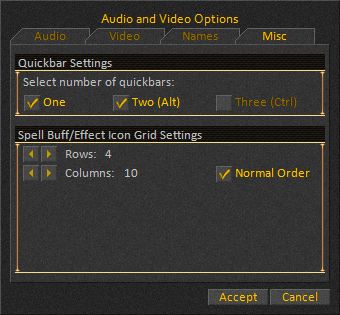 Audio and Video Options
Audio Video Names Misc
Quickbar Settings
Select number of quickbars:
One Two (Alt) Three (Ctrl)
Spell Buff/Effect Icon Grid Settings
Rows: 4
Columns: 10 Normal Order
Accept Cancel